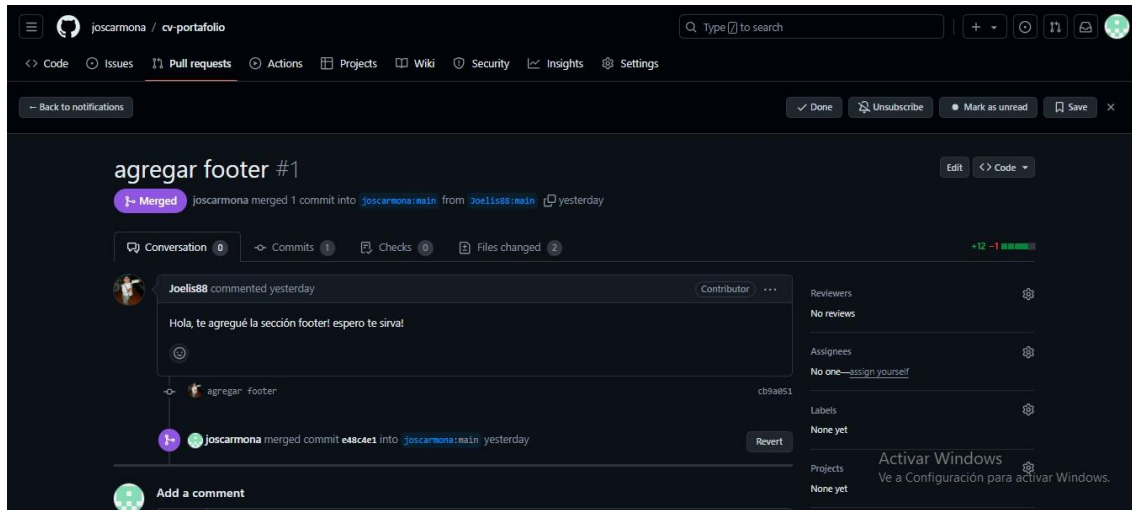 joscarmona / cv-portafolio
Type / to search
Code Issues Pull requests Actions Projects Wiki Security Insights Settings
← Back to notifications
Done Unsubscribe Mark as unread Save
agregar footer #1
Edit <> Code
Merged joscarmona merged 1 commit into joscarmona:main from Joelis88:main yesterday
Conversation 0 Commits 1 Checks 0 Files changed 2
+12 −1
Joelis88 commented yesterday
Contributor
Hola, te agregué la sección footer! espero te sirva!
agregar footer
cb9a051
joscarmona merged commit e48c4e1 into joscarmona:main yesterday
Revert
Add a comment
Reviewers
No reviews
Assignees
No one—assign yourself
Labels
None yet
Projects
None yet
Activar Windows
Ve a Configuración para activar Windows.